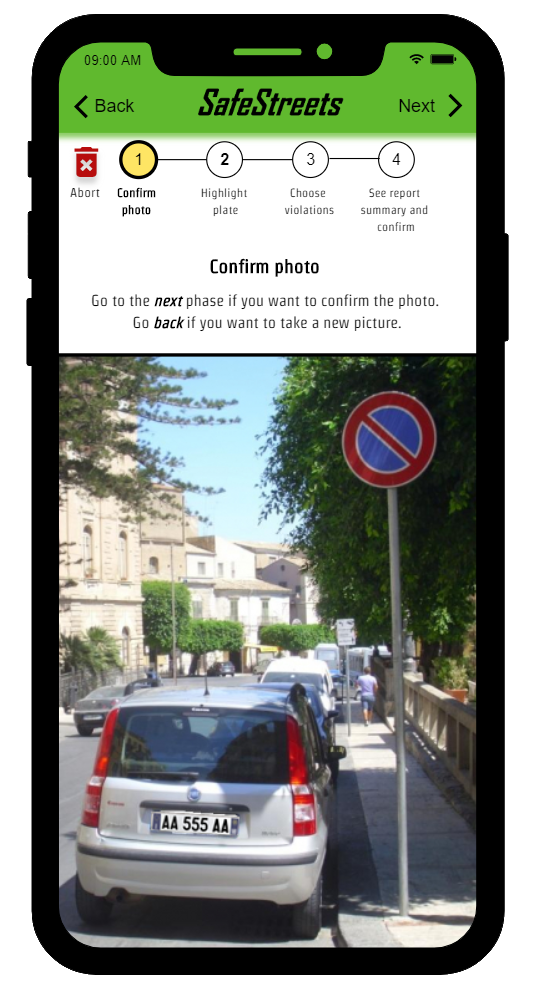 09:00 AM
Back
SafeStreets
Next
1
2
3
4
Abort
Confirm
photo
Highlight
plate
Choose
violations
See report
summary and
confirm
Confirm photo
Go to the next phase if you want to confirm the photo.
Go back if you want to take a new picture.
AA 555 AA